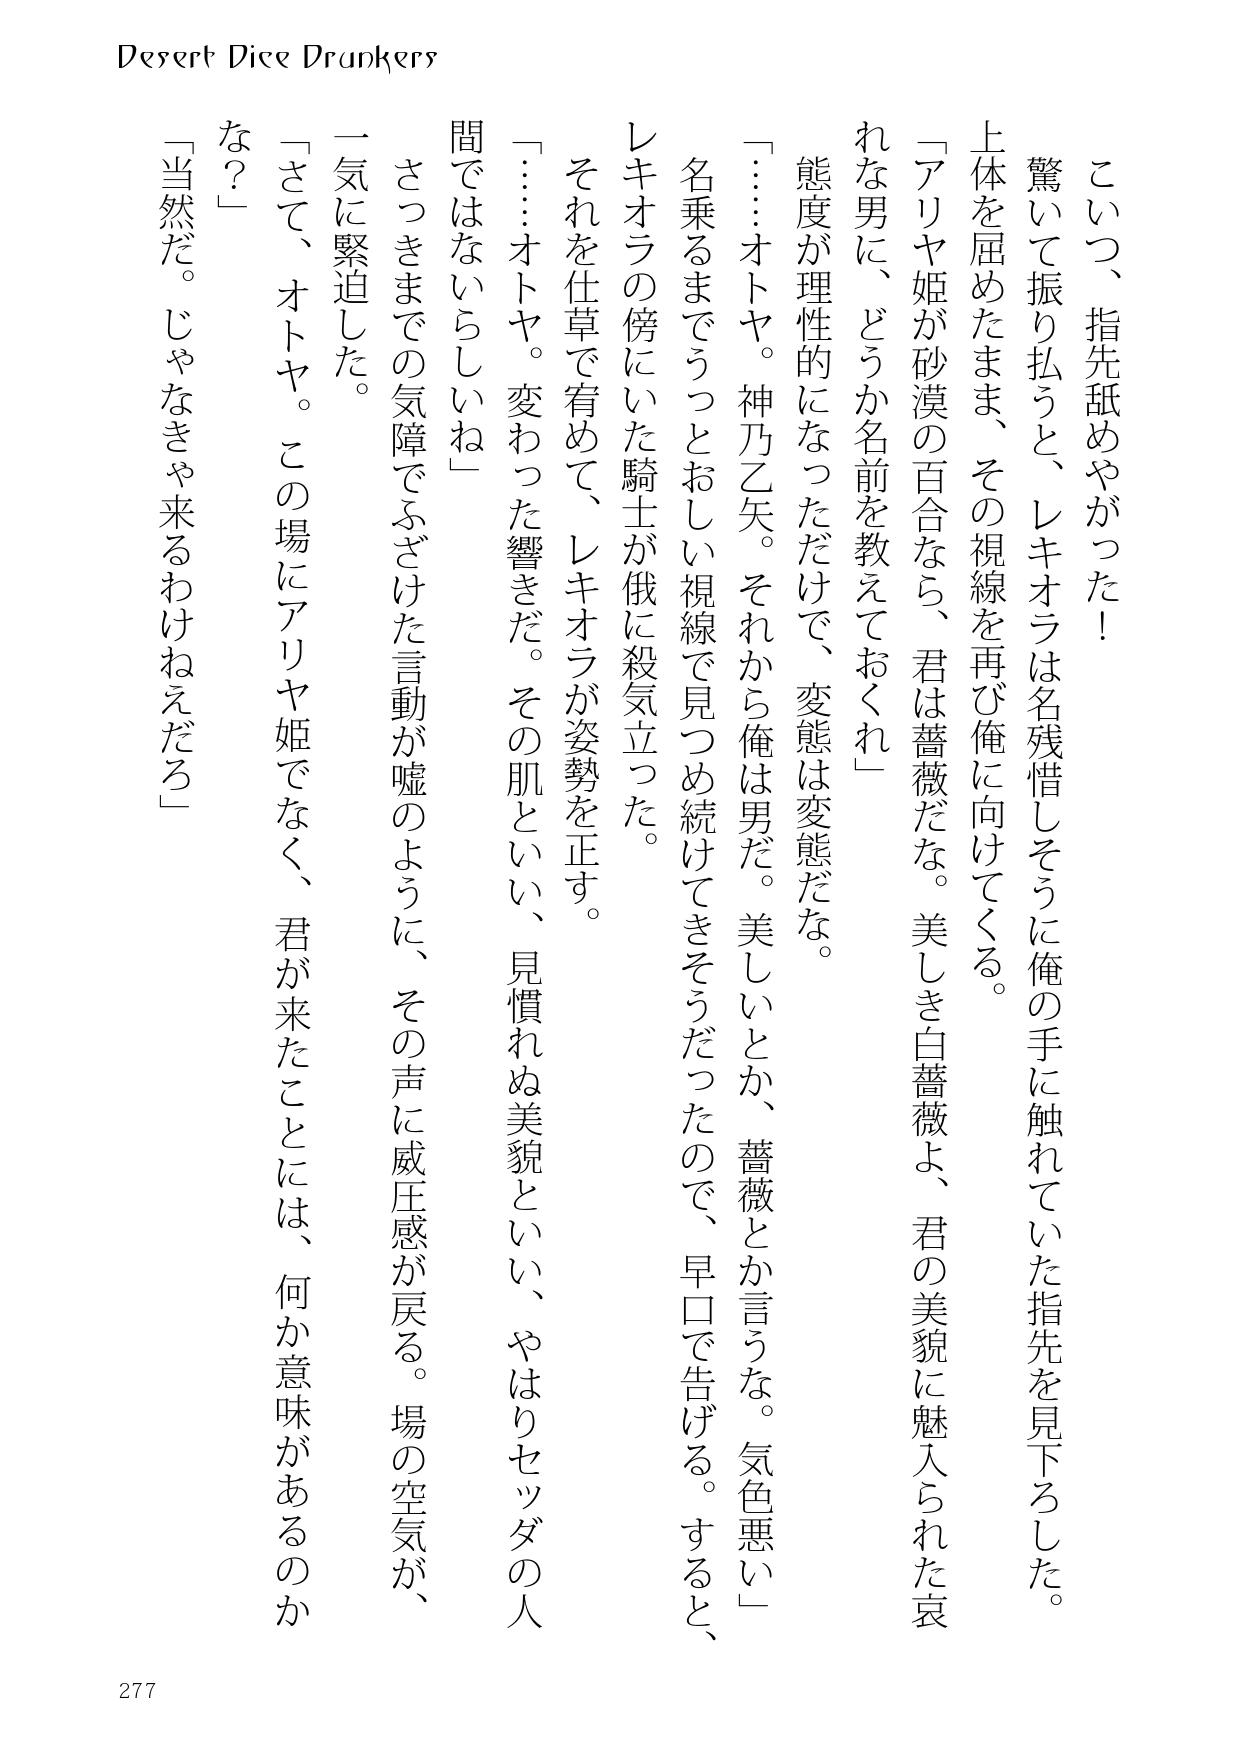 Desert Dice Drunkers
　こいつ、指先舐めやがった！
　驚いて振り払うと、レキオラは名残惜しそうに俺の手に触れていた指先を見下ろした。
上体を屈めたまま、その視線を再び俺に向けてくる。
「アリヤ姫が砂漠の百合なら、君は薔薇だな。美しき白薔薇よ、君の美貌に魅入られた哀
れな男に、どうか名前を教えておくれ」
　態度が理性的になっただけで、変態は変態だな。
「……オトヤ。神乃乙矢。それから俺は男だ。美しいとか、薔薇とか言うな。気色悪い」
　名乗るまでうっとおしい視線で見つめ続けてきそうだったので、早口で告げる。すると、
レキオラの傍にいた騎士が俄に殺気立った。
　それを仕草で宥めて、レキオラが姿勢を正す。
「……オトヤ。変わった響きだ。その肌といい、見慣れぬ美貌といい、やはりセッダの人
間ではないらしいね」
　さっきまでの気障でふざけた言動が嘘のように、その声に威圧感が戻る。場の空気が、
一気に緊迫した。
「さて、オトヤ。この場にアリヤ姫でなく、君が来たことには、何か意味があるのか
な？」
「当然だ。じゃなきゃ来るわけねえだろ」
277